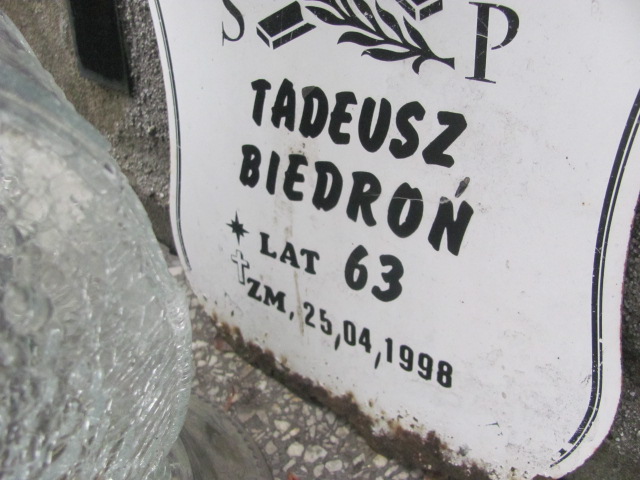 S P
TADEUSZ
BIEDROŃ
LAT 63
ZM, 25,04,1998